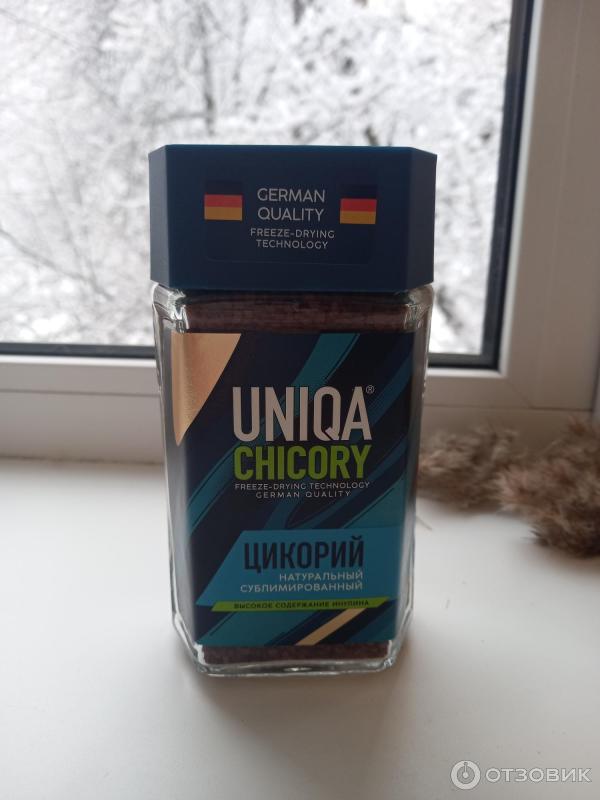 GERMAN
QUALITY
FREEZE-DRYING
TECHNOLOGY
UNIQA®
CHICORY
FREEZE-DRYING TECHNOLOGY
GERMAN QUALITY
ЦИКОРИЙ
НАТУРАЛЬНЫЙ
СУБЛИМИРОВАННЫЙ
ВЫСОКОЕ СОДЕРЖАНИЕ ИНУЛИНА
ОТЗОВИК